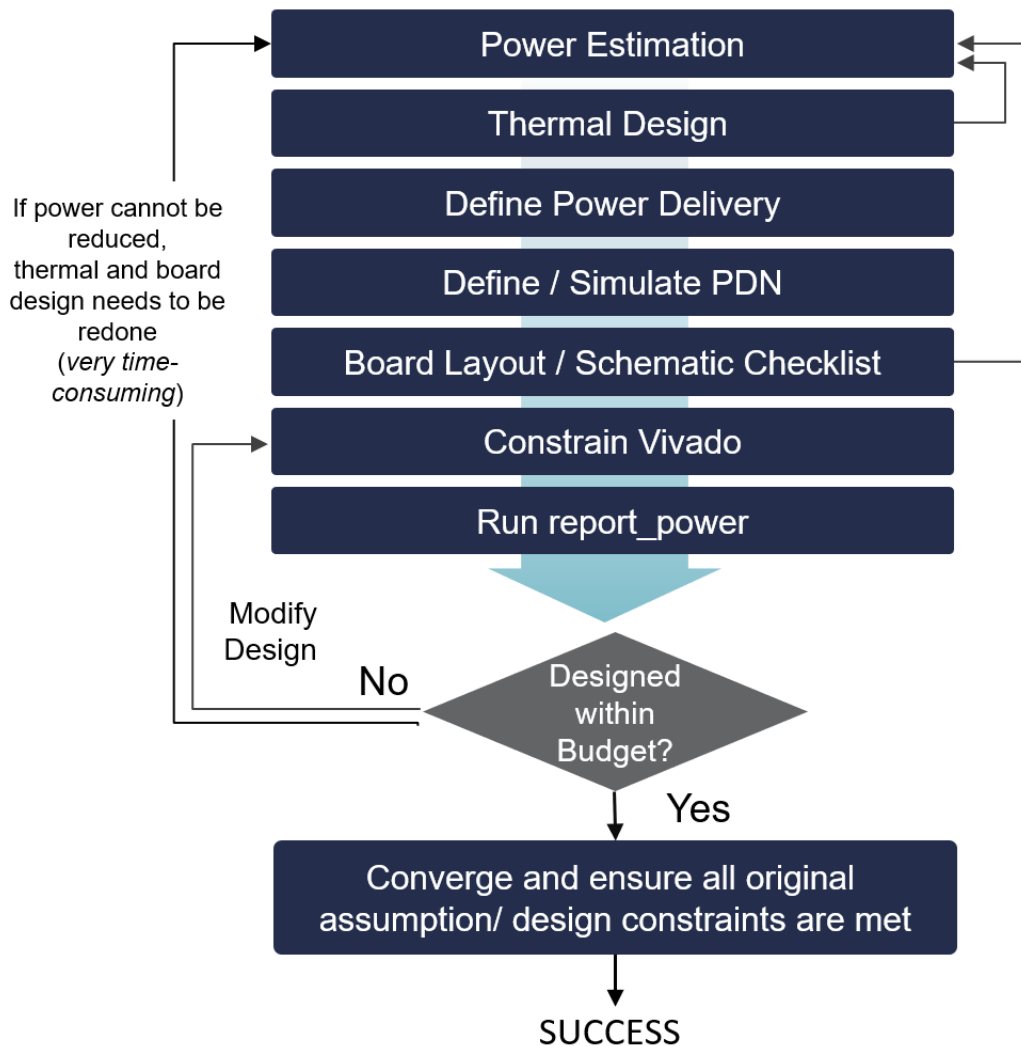 Power Estimation
Thermal Design
If power cannot be
reduced,
thermal and board
design needs to be
redone
(very time-
consuming)
Define Power Delivery
Define / Simulate PDN
Board Layout / Schematic Checklist
Constrain Vivado
Run report_power
Modify
Design
No
Designed
within
Budget?
Yes
Converge and ensure all original
assumption/ design constraints are met
SUCCESS